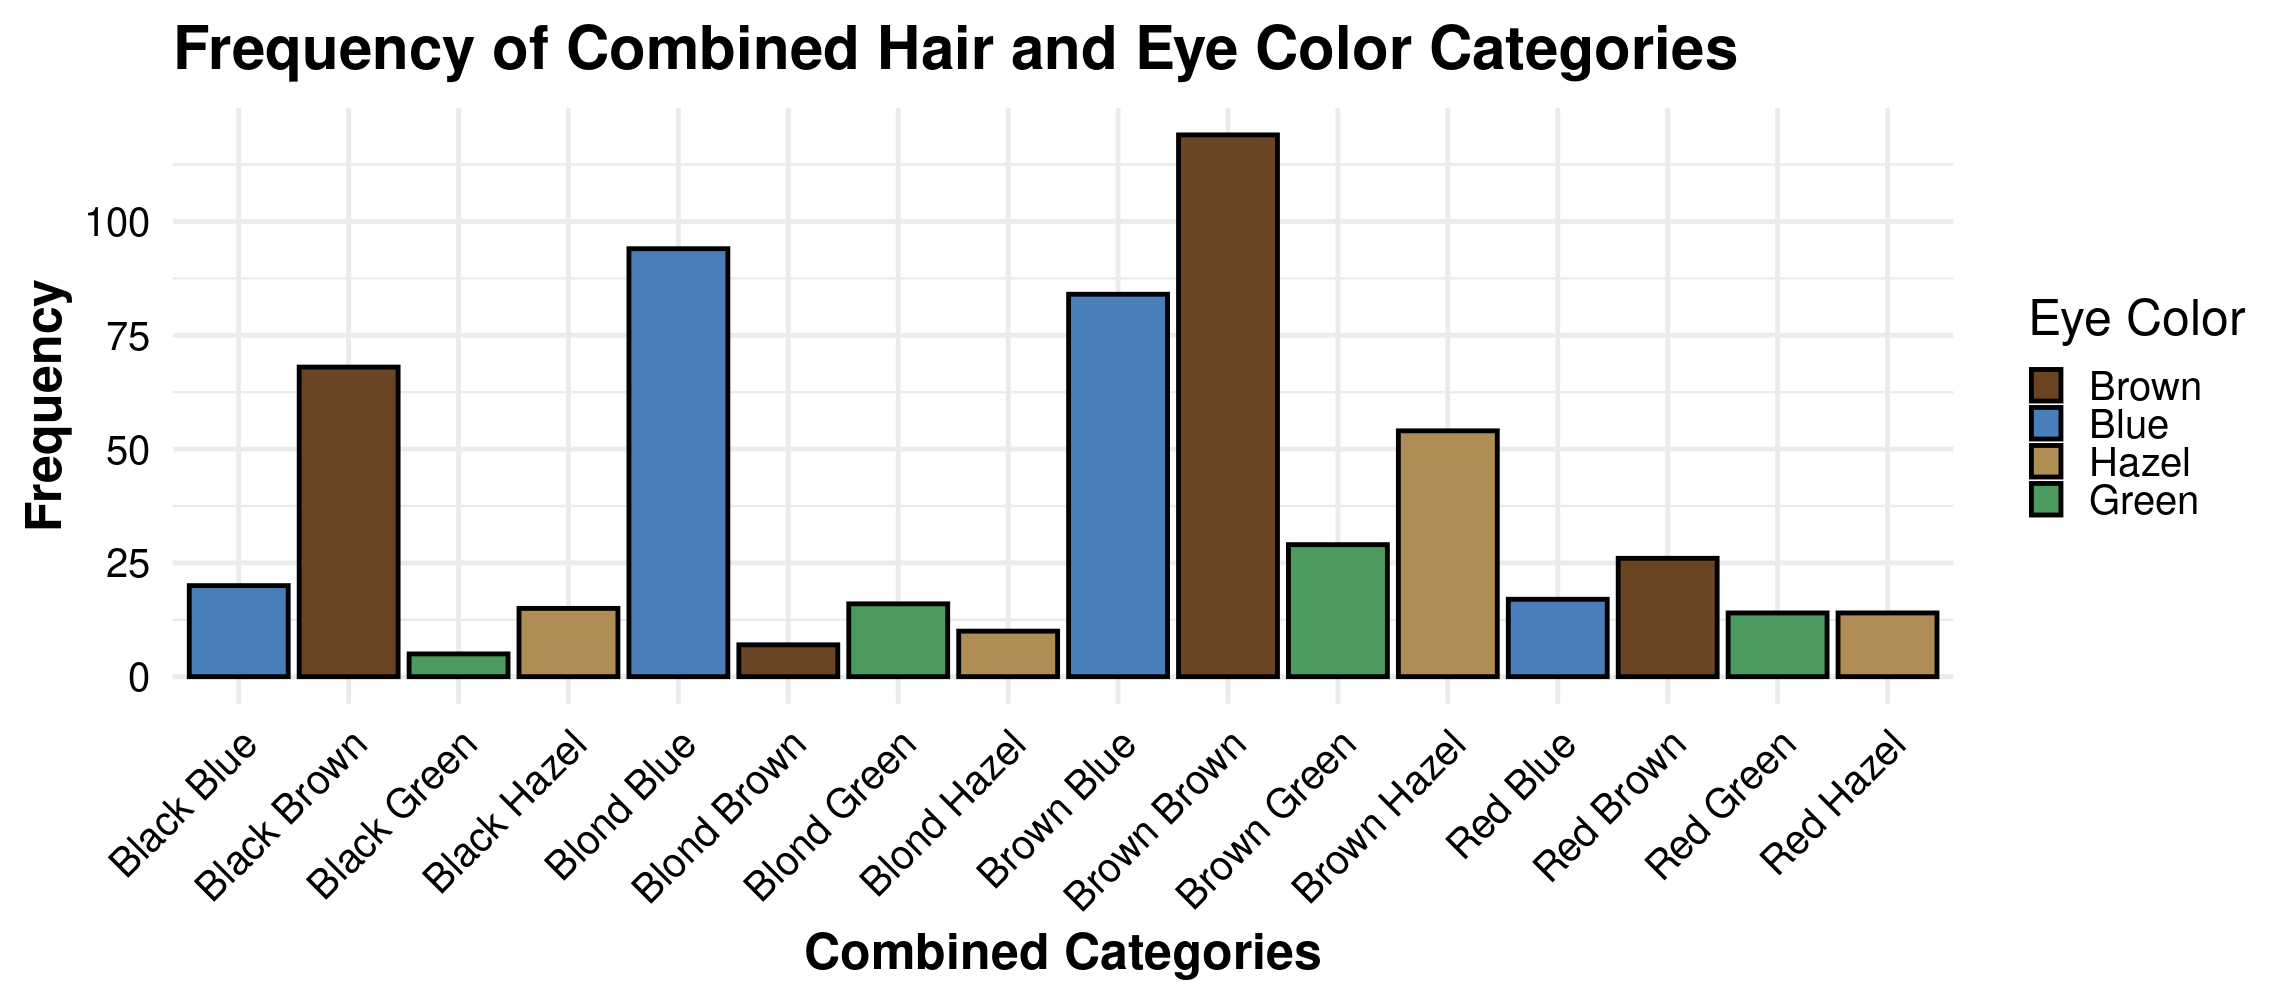 Frequency of Combined Hair and Eye Color Categories
Frequency
100
75
50
25
0
Black Blue
Black Brown
Black Green
Black Hazel
Blond Blue
Blond Brown
Blond Green
Blond Hazel
Brown Blue
Brown Brown
Brown Green
Brown Hazel
Red Blue
Red Brown
Red Green
Red Hazel
Combined Categories
Eye Color
Brown
Blue
Hazel
Green